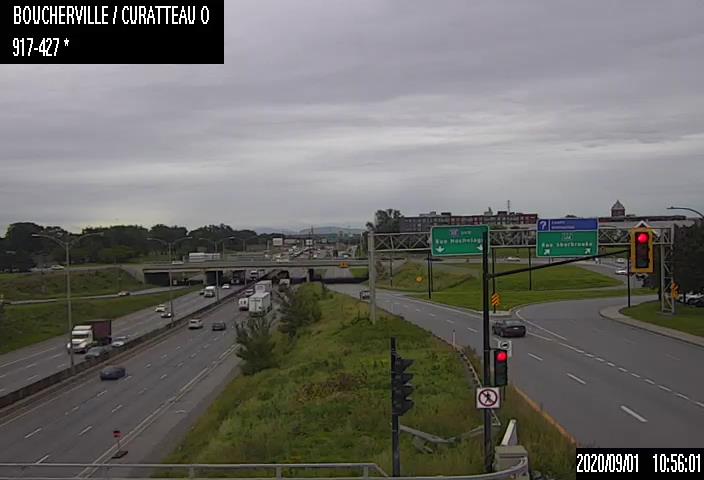 BOUCHERVILLE / CURATTEAU O
917-427 *
Rue Hochelaga
Rue Sherbrooke
2020/09/01 10:56:01